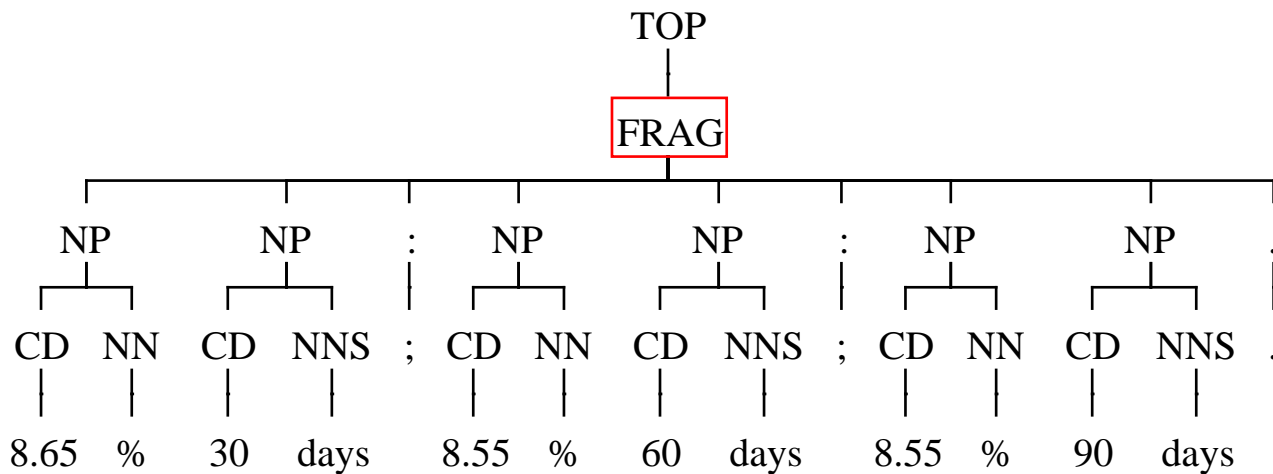 TOP
FRAG
NP NP : NP NP : NP NP .
CD NN CD NNS ; CD NN CD NNS ; CD NN CD NNS .
8.65 % 30 days 8.55 % 60 days 8.55 % 90 days